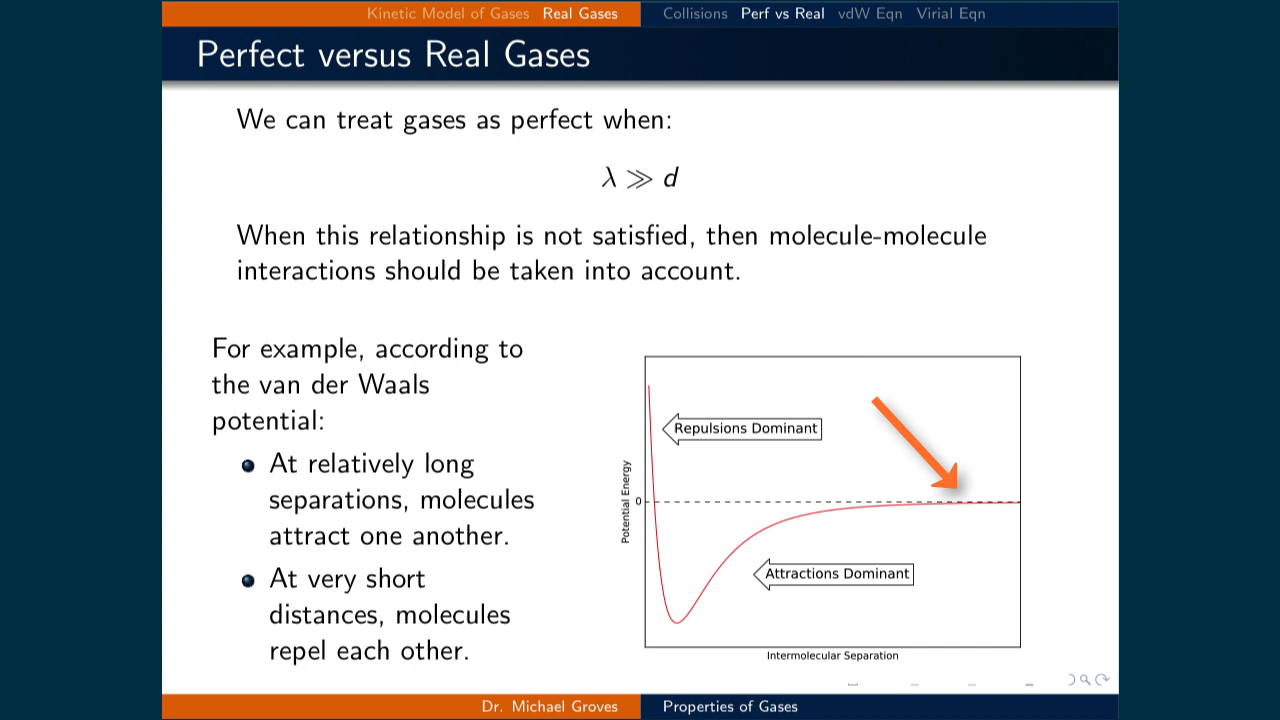 Kinetic Model of Gases Real Gases Collisions Perf vs Real vdW Eqn Virial Eqn
Perfect versus Real Gases
We can treat gases as perfect when:
λ ≫ d
When this relationship is not satisfied, then molecule-molecule
interactions should be taken into account.
For example, according to
the van der Waals
potential:
At relatively long
separations, molecules
attract one another.
At very short
distances, molecules
repel each other.
Repulsions Dominant
Potential Energy
0
Attractions Dominant
Intermolecular Separation
Dr. Michael Groves Properties of Gases